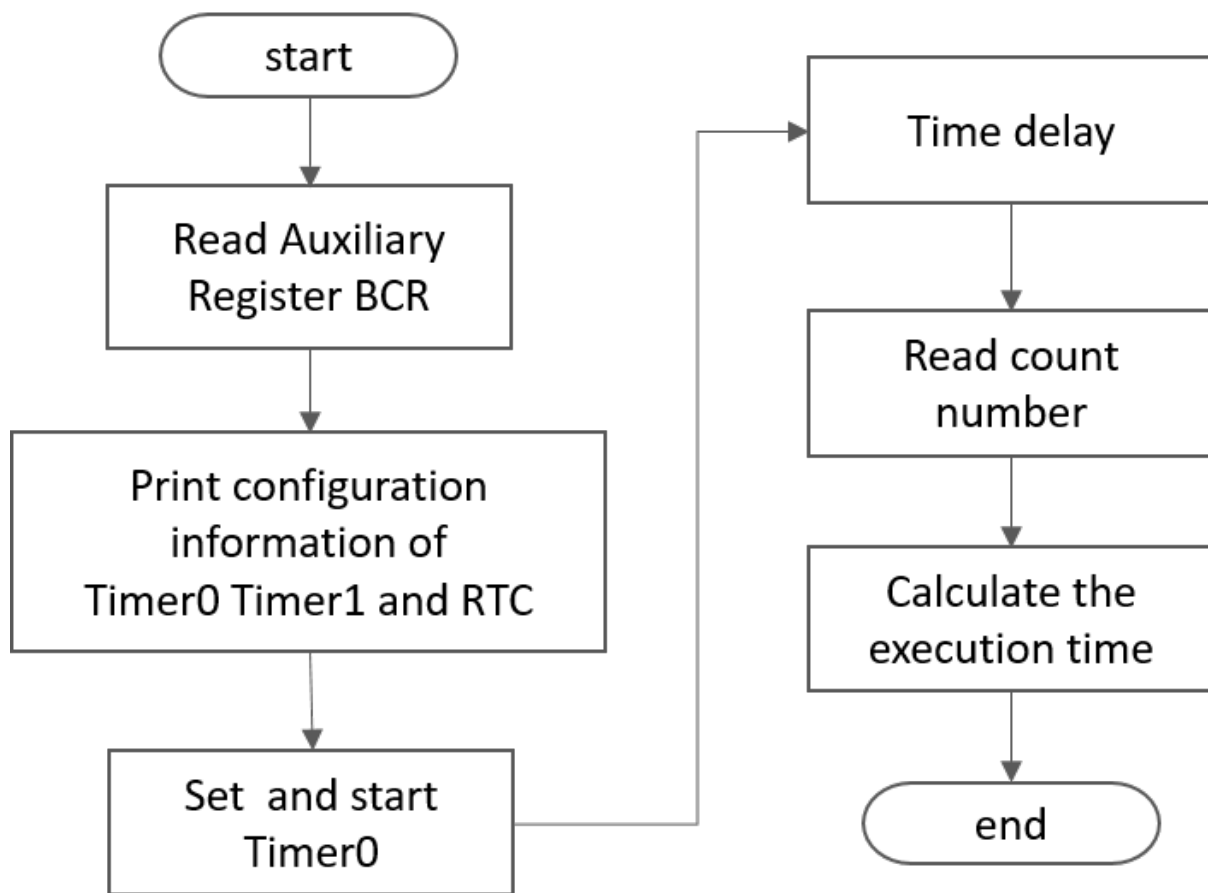 start
Read Auxiliary
Register BCR
Print configuration
information of
Timer0 Timer1 and RTC
Set and start
Timer0
Time delay
Read count
number
Calculate the
execution time
end